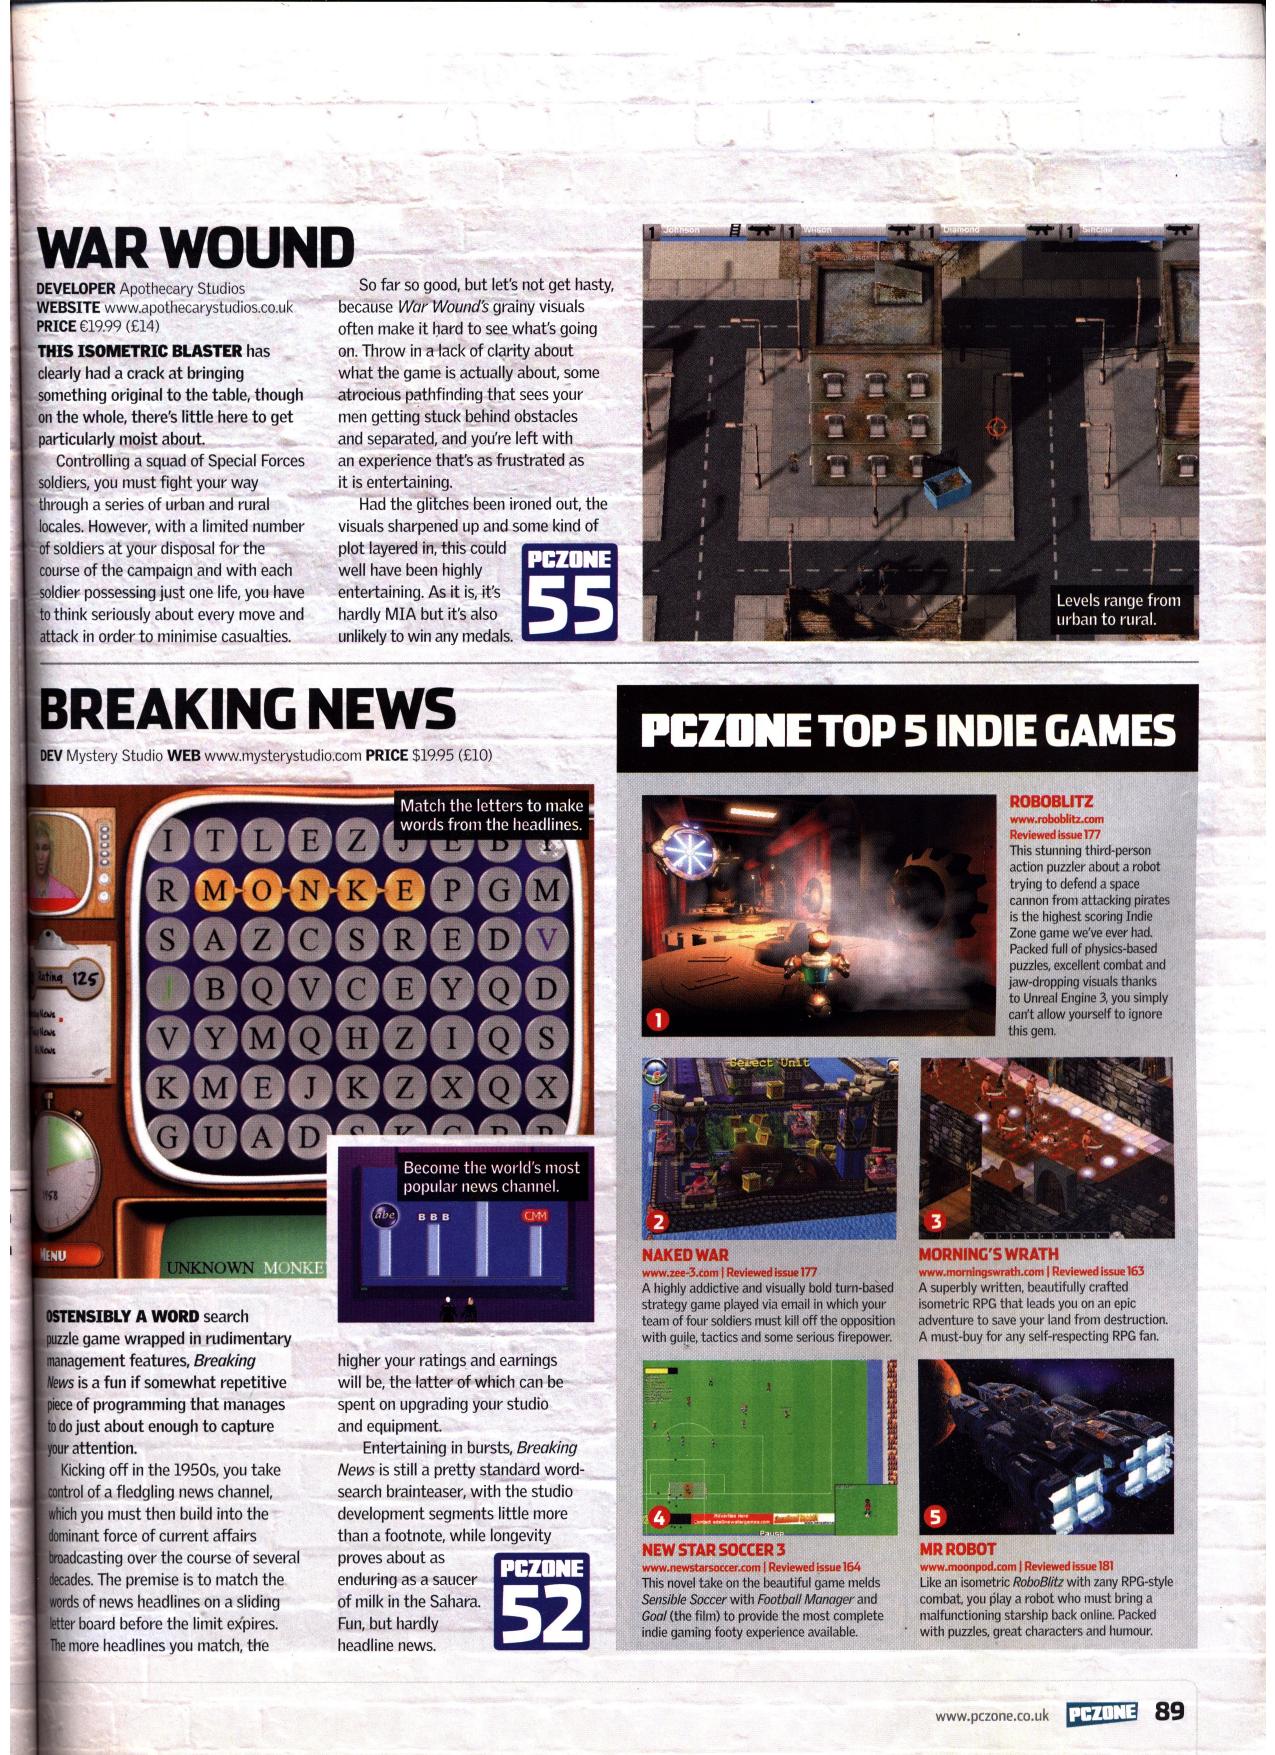 WAR WOUND
DEVELOPER Apothecary Studios
WEBSITE www.apothecarystudios.co.uk
PRICE €19.99 (£14)
THIS ISOMETRIC BLASTER has
clearly had a crack at bringing
something original to the table, though
on the whole, there's little here to get
particularly moist about.
Controlling a squad of Special Forces
soldiers, you must fight your way
through a series of urban and rural
locales. However, with a limited number
of soldiers at your disposal for the
course of the campaign and with each
soldier possessing just one life, you have
to think seriously about every move and
attack in order to minimise casualties.
So far so good, but let's not get hasty,
because War Wound's grainy visuals
often make it hard to see what's going
on. Throw in a lack of clarity about
what the game is actually about, some
atrocious pathfinding that sees your
men getting stuck behind obstacles
and separated, and you're left with
an experience that's as frustrated as
it is entertaining.
Had the glitches been ironed out, the
visuals sharpened up and some kind of
plot layered in, this could
well have been highly
entertaining. As it is, it's
hardly MIA but it's also
unlikely to win any medals.
PCZONE
55
1 Johnson 1 Wilson 1 Diamond 1 Sinclair
Levels range from
urban to rural.
BREAKING NEWS
DEV Mystery Studio WEB www.mysterystudio.com PRICE $19.95 (£10)
Match the letters to make
words from the headlines.
I T L E Z J E B Y
R M O N K E P G M
S A Z C S R E D V
J B Q V C E Y Q D
V Y M Q H Z I Q S
K M E J K Z X Q X
G U A D S K C P P
Rating 125
1958
MENU
UNKNOWN MONKE
Become the world's most
popular news channel.
abe BBB CMM
OSTENSIBLY A WORD search
puzzle game wrapped in rudimentary
management features, Breaking
News is a fun if somewhat repetitive
piece of programming that manages
to do just about enough to capture
your attention.
Kicking off in the 1950s, you take
control of a fledgling news channel,
which you must then build into the
dominant force of current affairs
broadcasting over the course of several
decades. The premise is to match the
words of news headlines on a sliding
letter board before the limit expires.
The more headlines you match, the
higher your ratings and earnings
will be, the latter of which can be
spent on upgrading your studio
and equipment.
Entertaining in bursts, Breaking
News is still a pretty standard word-
search brainteaser, with the studio
development segments little more
than a footnote, while longevity
proves about as
enduring as a saucer
of milk in the Sahara.
Fun, but hardly
headline news.
PCZONE
52
PCZONE TOP 5 INDIE GAMES
1
ROBOBLITZ
www.roboblitz.com
Reviewed issue 177
This stunning third-person
action puzzler about a robot
trying to defend a space
cannon from attacking pirates
is the highest scoring Indie
Zone game we've ever had.
Packed full of physics-based
puzzles, excellent combat and
jaw-dropping visuals thanks
to Unreal Engine 3, you simply
can't allow yourself to ignore
this gem.
Select Unit
2
NAKED WAR
www.zee-3.com | Reviewed issue 177
A highly addictive and visually bold turn-based
strategy game played via email in which your
team of four soldiers must kill off the opposition
with guile, tactics and some serious firepower.
3
MORNING'S WRATH
www.morningswrath.com | Reviewed issue 163
A superbly written, beautifully crafted
isometric RPG that leads you on an epic
adventure to save your land from destruction.
A must-buy for any self-respecting RPG fan.
4
Pause
NEW STAR SOCCER 3
www.newstarsoccer.com | Reviewed issue 164
This novel take on the beautiful game melds
Sensible Soccer with Football Manager and
Goal (the film) to provide the most complete
indie gaming footy experience available.
5
MR ROBOT
www.moonpod.com | Reviewed issue 181
Like an isometric RoboBlitz with zany RPG-style
combat, you play a robot who must bring a
malfunctioning starship back online. Packed
with puzzles, great characters and humour.
www.pczone.co.uk PCZONE 89